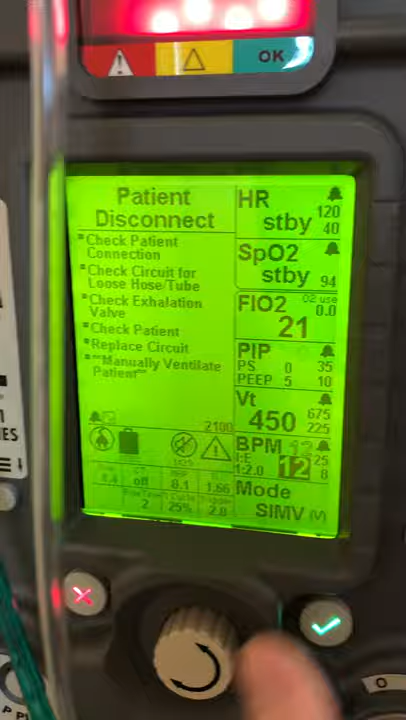 OK
Patient
Disconnect
Check Patient
Connection
Check Circuit for
Loose Hose/Tube
Check Exhalation
Valve
Check Patient
Replace Circuit
**Manually Ventilate
Patient**
2100
off
8.1
1.66
2
25%
2.0
HR
stby 120
40
SpO2
stby 94
FIO2 O2 use
0.0
21
PIP
PS 0 35
PEEP 5 10
Vt
450 675
225
BPM 12
I:E 25
1:2.0 12 8
Mode
SIMV (V)